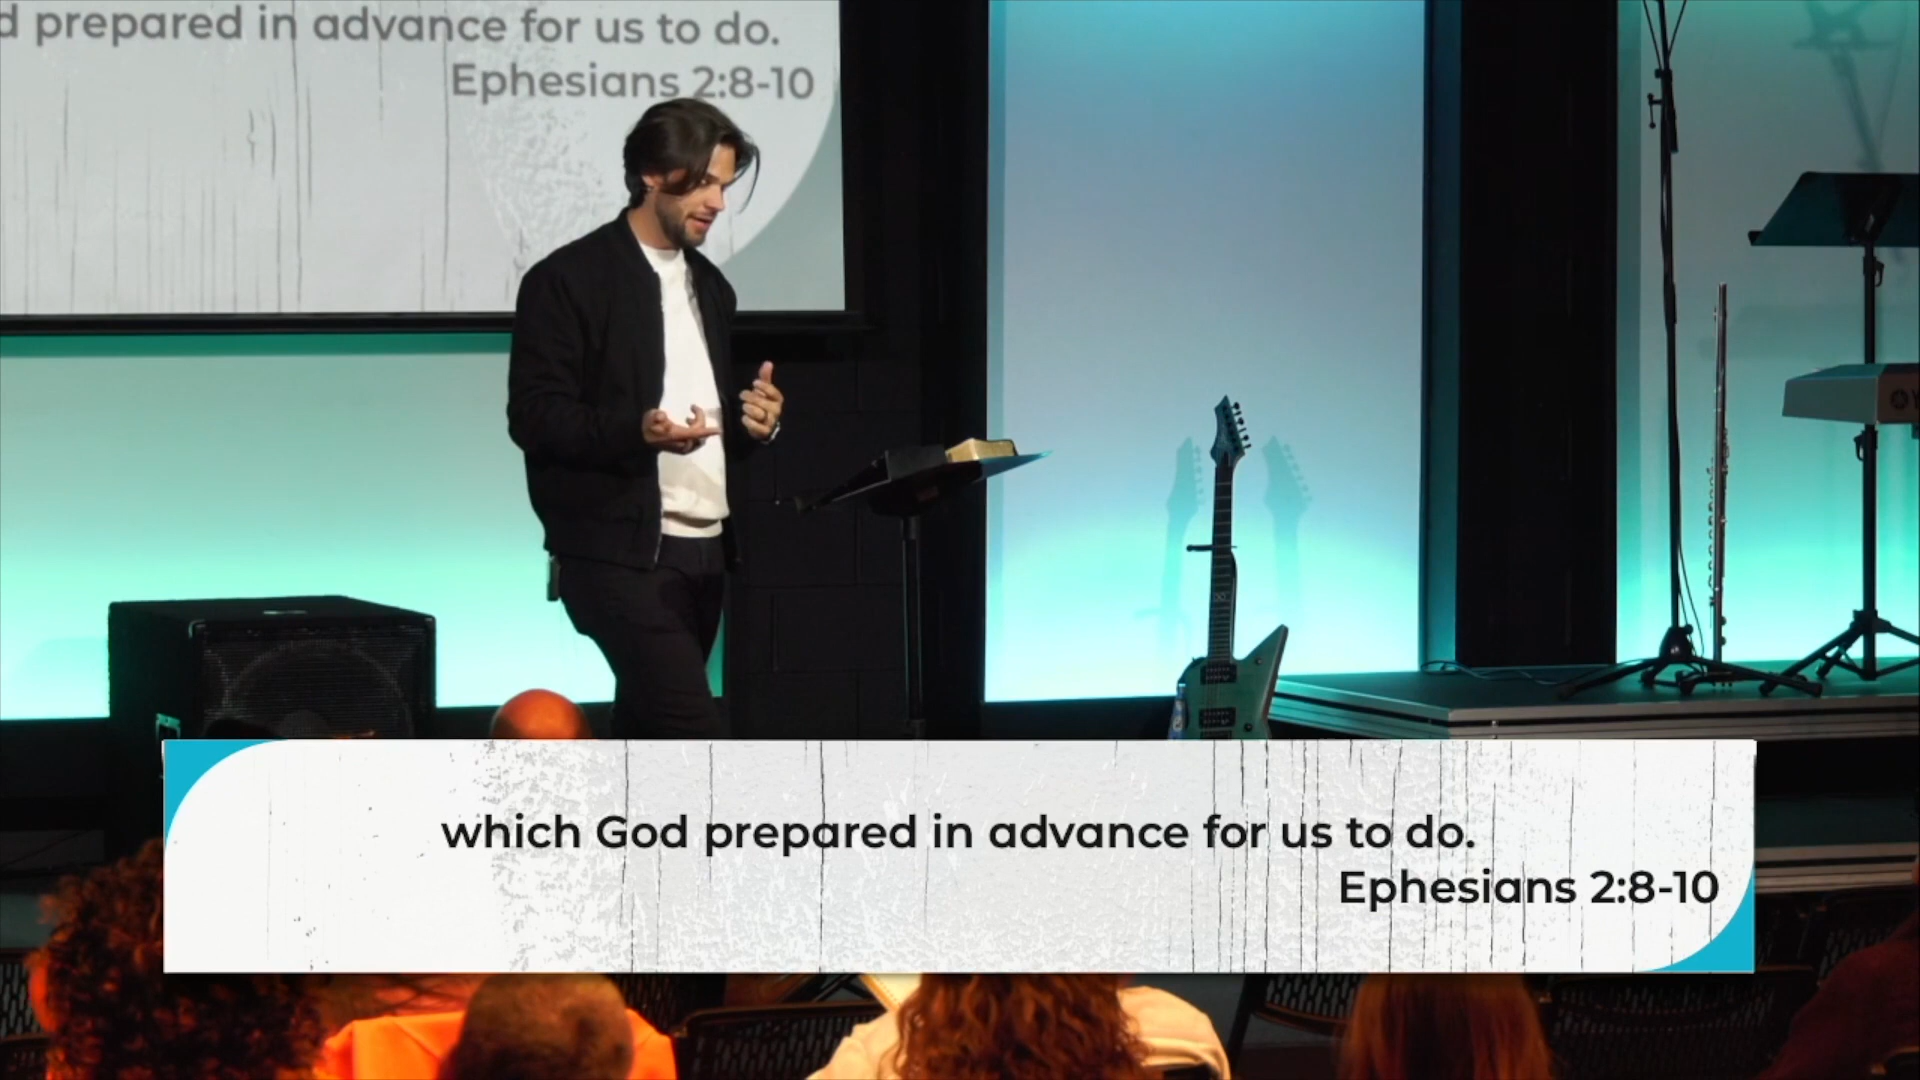 d prepared in advance for us to do.
Ephesians 2:8-10
which God prepared in advance for us to do.
Ephesians 2:8-10